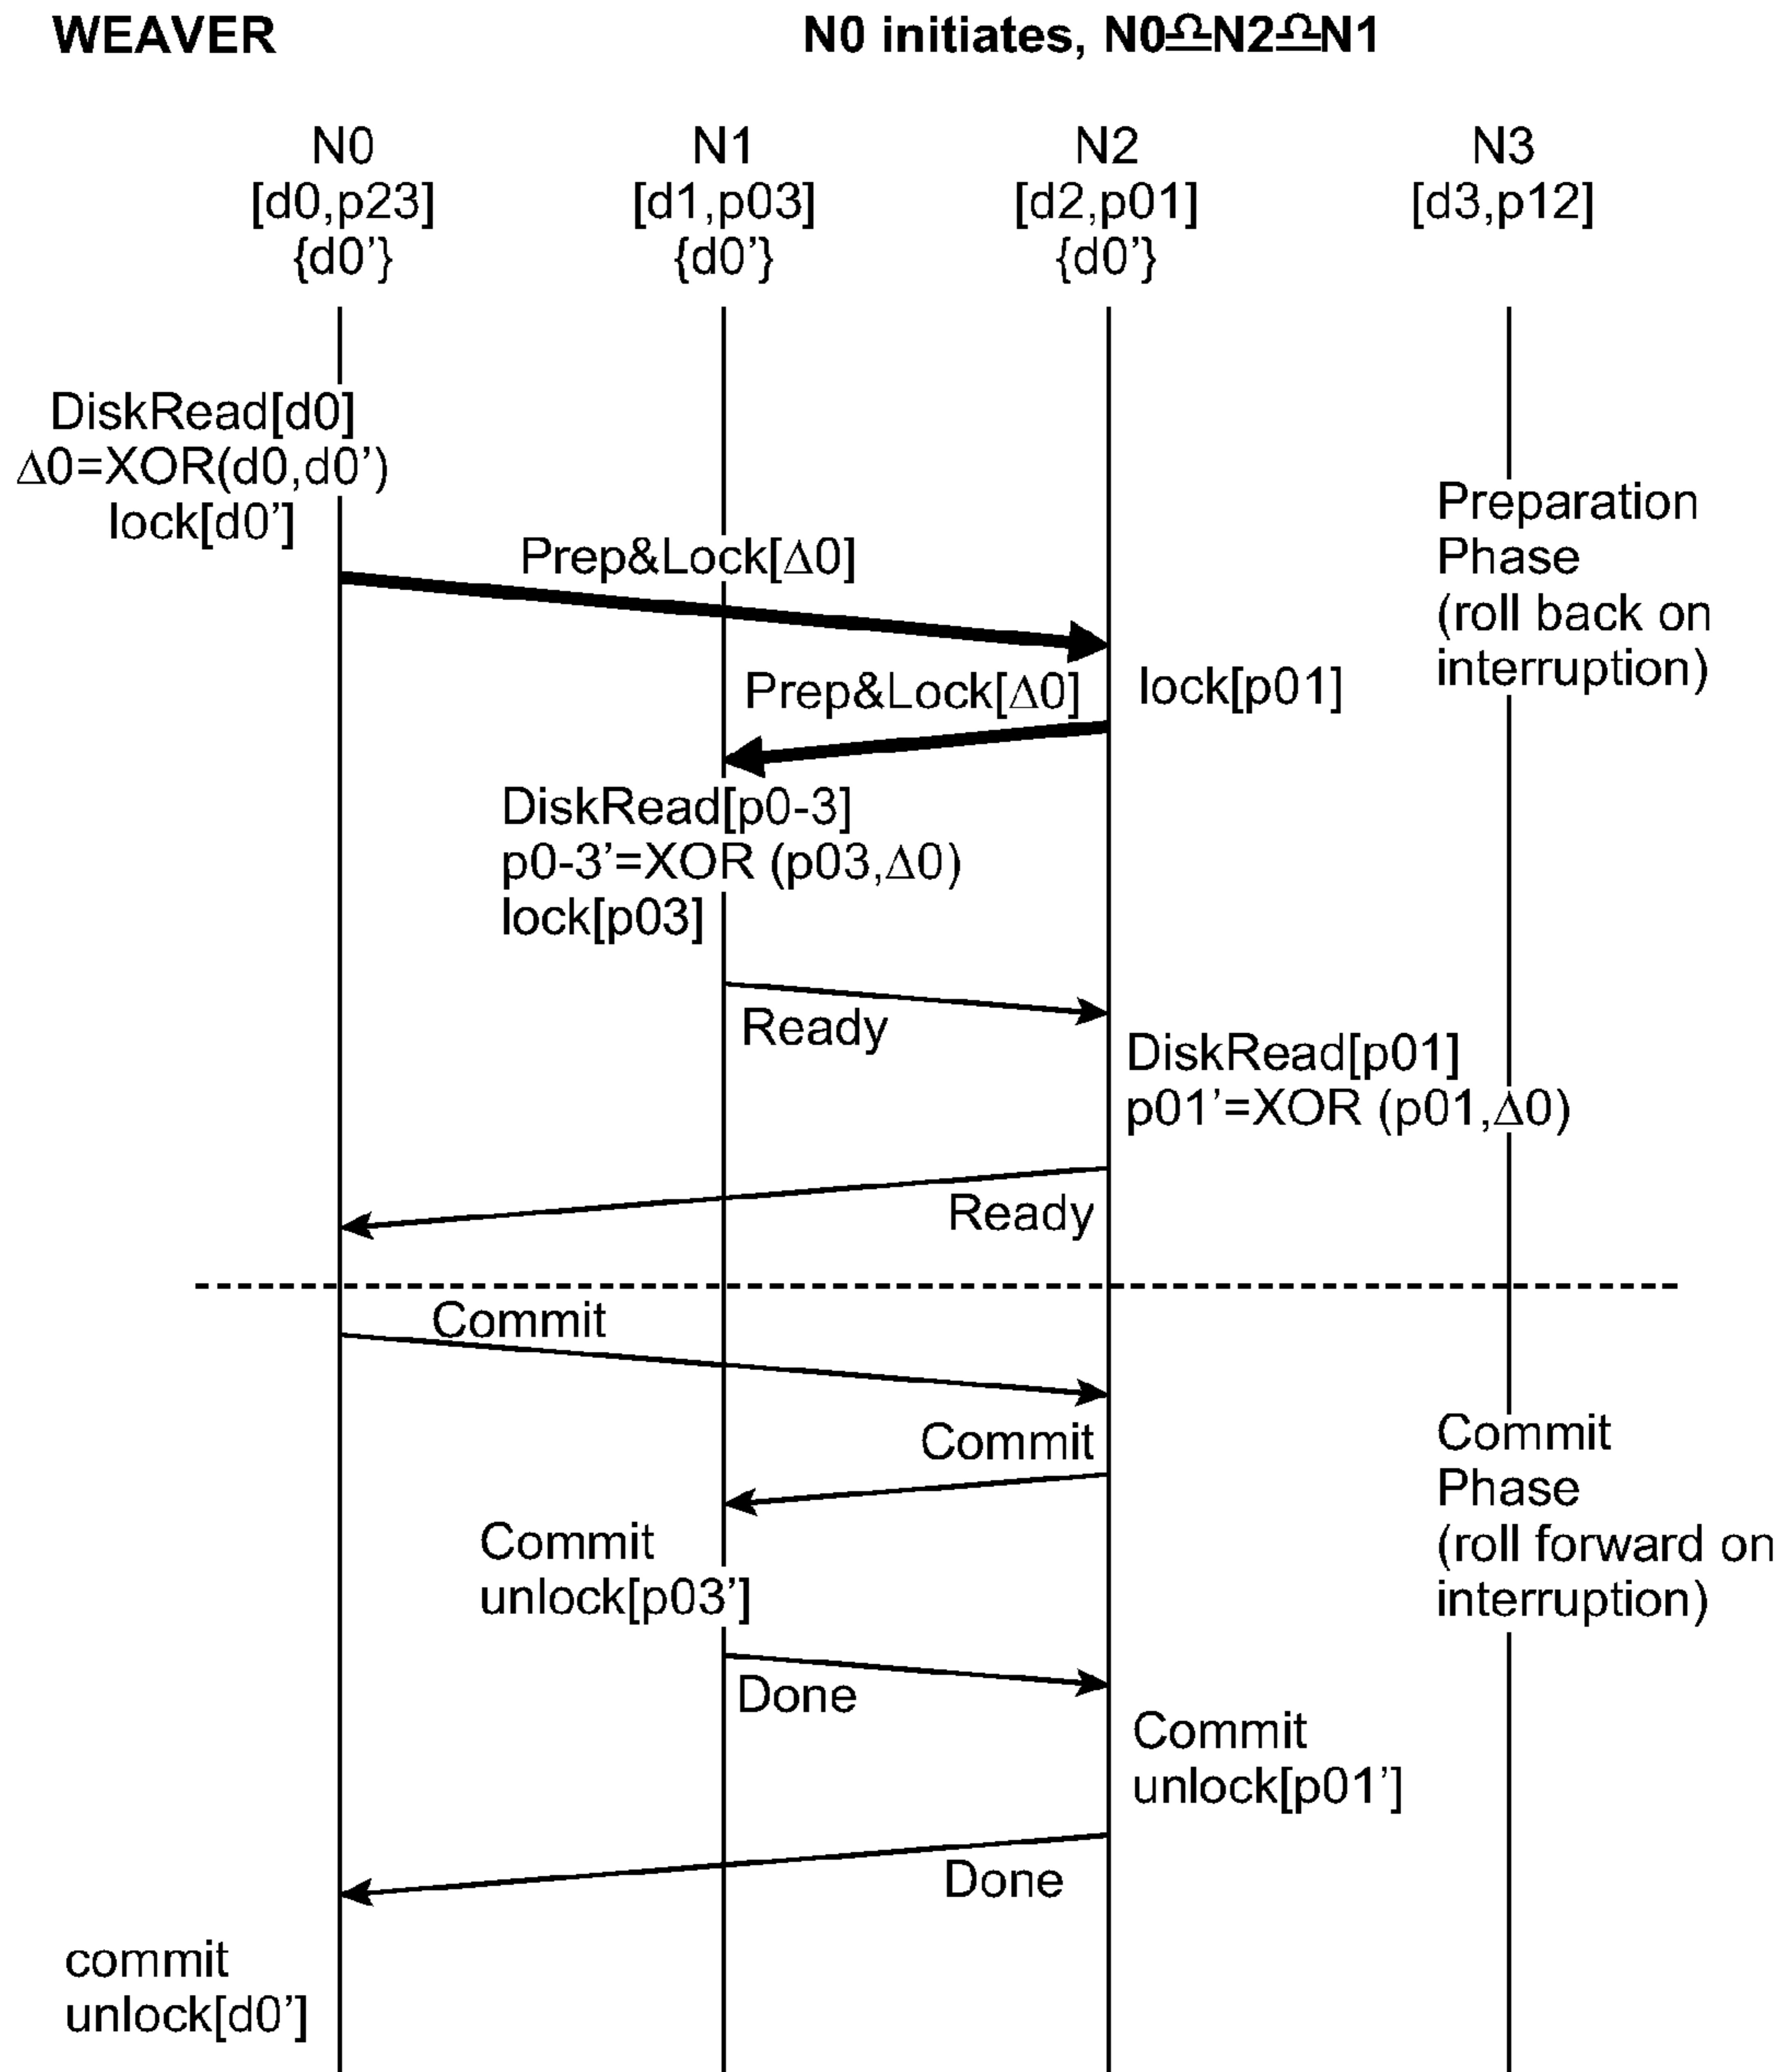 WEAVER
N0 initiates, N0♎N2♎N1
N0
[d0,p23]
{d0’}
N1
[d1,p03]
{d0’}
N2
[d2,p01]
{d0’}
N3
[d3,p12]
DiskRead[d0]
Δ0=XOR(d0,d0’)
lock[d0’]
Preparation
Phase
(roll back on
interruption)
Prep&Lock[Δ0]
Prep&Lock[Δ0]
lock[p01]
DiskRead[p0-3]
p0-3’=XOR (p03,Δ0)
lock[p03]
Ready
DiskRead[p01]
p01’=XOR (p01,Δ0)
Ready
Commit
Commit
Commit
Phase
(roll forward on
interruption)
Commit
unlock[p03’]
Done
Commit
unlock[p01’]
Done
commit
unlock[d0’]